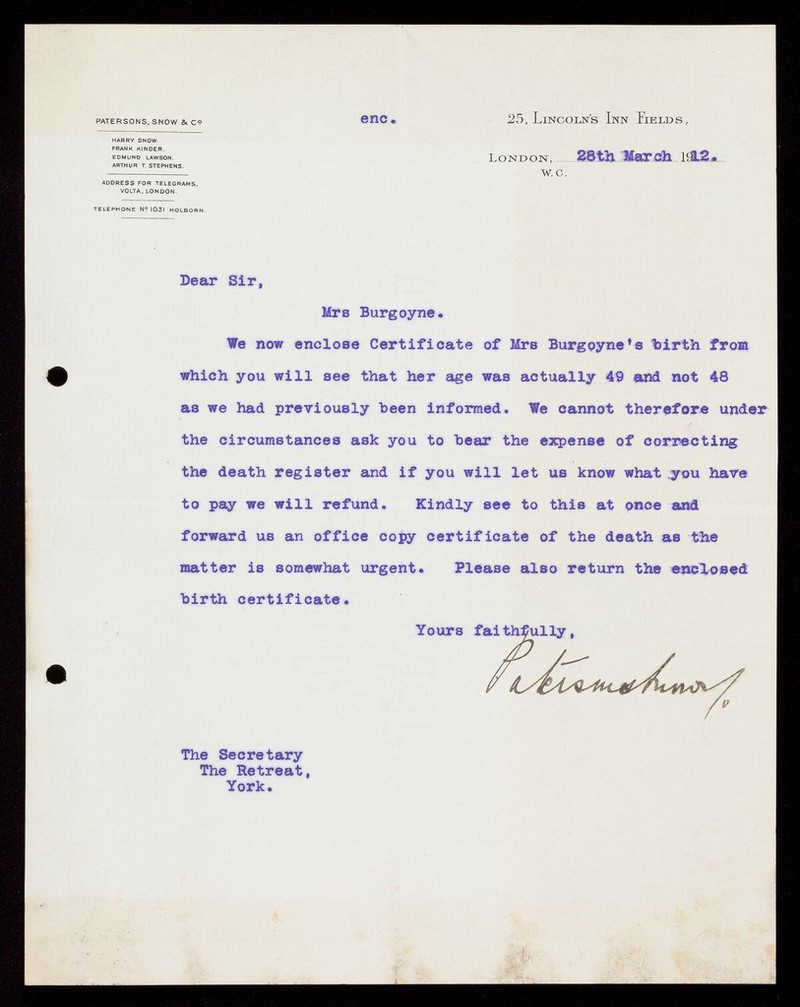 PATERSONS, SNOW & Co
HARRY SNOW.
FRANK KINDER.
EDMUND LAWSON.
ARTHUR T. STEPHENS.
ADDRESS FOR TELEGRAMS,
VOLTA, LONDON.
TELEPHONE No 1031 HOLBORN.
enc.
25, LINCOLN'S INN FIELDS,
LONDON, 28th March 1912.
W.C.
Dear Sir,
Mrs Burgoyne.
We now enclose Certificate of Mrs Burgoyne's birth from
which you will see that her age was actually 49 and not 48
as we had previously been informed. We cannot therefore under
the circumstances ask you to bear the expense of correcting
the death register and if you will let us know what you have
to pay we will refund. Kindly see to this at once and
forward us an office copy certificate of the death as the
matter is somewhat urgent. Please also return the enclosed
birth certificate.
Yours faithfully,
Patersons Snow &Co
The Secretary
The Retreat,
York.